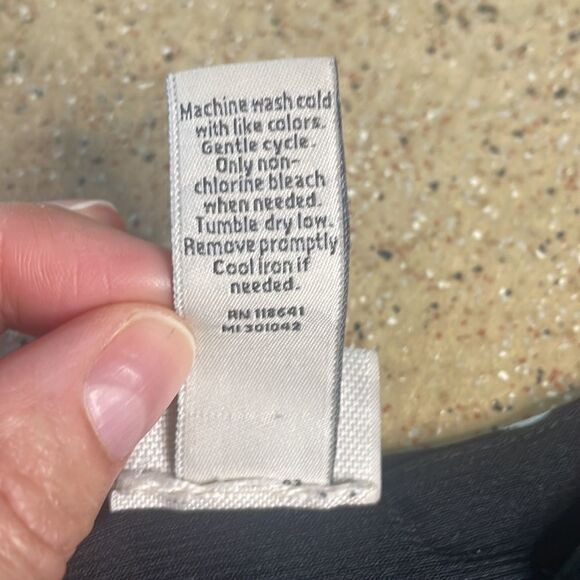 Machine wash cold
with like colors.
Gentle cycle.
Only non-
chlorine bleach
when needed.
Tumble dry low.
Remove promptly
Cool iron if
needed.
RN 118641
MI 301042